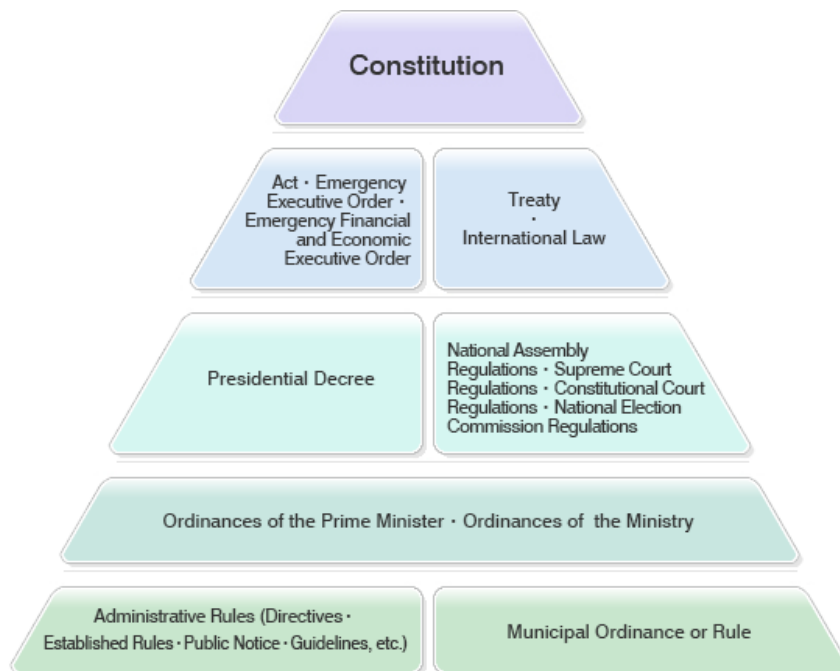 Constitution
Act · Emergency
Executive Order ·
Emergency Financial
and Economic
Executive Order
Treaty
·
International Law
Presidential Decree
National Assembly
Regulations · Supreme Court
Regulations · Constitutional Court
Regulations · National Election
Commission Regulations
Ordinances of the Prime Minister · Ordinances of the Ministry
Administrative Rules (Directives ·
Established Rules · Public Notice · Guidelines, etc.)
Municipal Ordinance or Rule